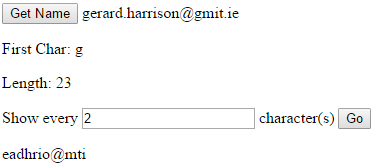 Get Name gerard.harrison@gmit.ie
First Char: g
Length: 23
Show every 2 character(s) Go
eadhrio@mti